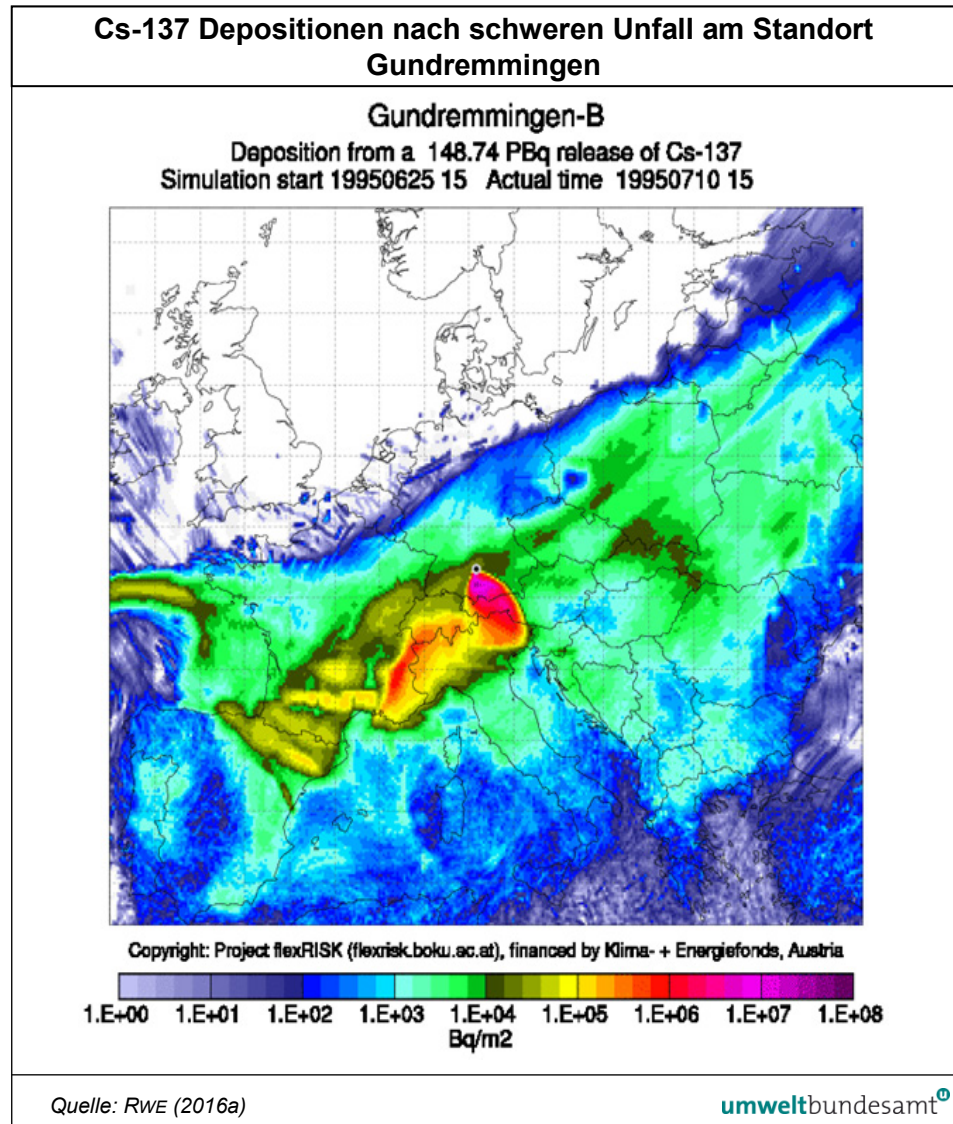 Cs-137 Depositionen nach schweren Unfall am Standort
Gundremmingen
Gundremmingen-B
Deposition from a 148.74 PBq release of Cs-137
Simulation start 19950625 15 Actual time 19950710 15
Copyright: Project flexRISK (flexrisk.boku.ac.at), financed by Klima- + Energiefonds, Austria
1.E+00 1.E+01 1.E+02 1.E+03 1.E+04 1.E+05 1.E+06 1.E+07 1.E+08
Bq/m2
Quelle: RWE (2016a)
umweltbundesamt